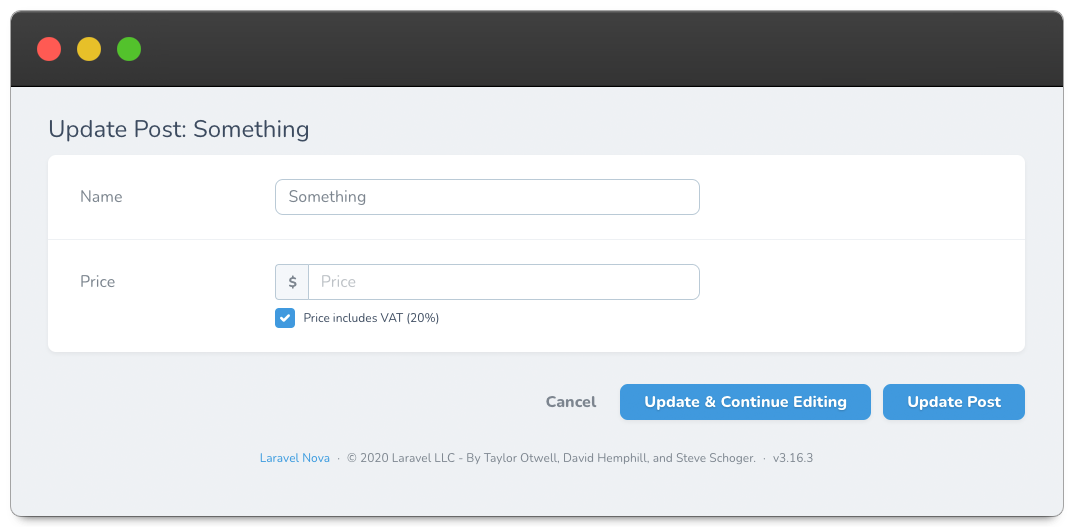 Update Post: Something
Name
Something
Price
$ Price
Price includes VAT (20%)
Cancel Update & Continue Editing Update Post
Laravel Nova · © 2020 Laravel LLC - By Taylor Otwell, David Hemphill, and Steve Schoger. · v3.16.3